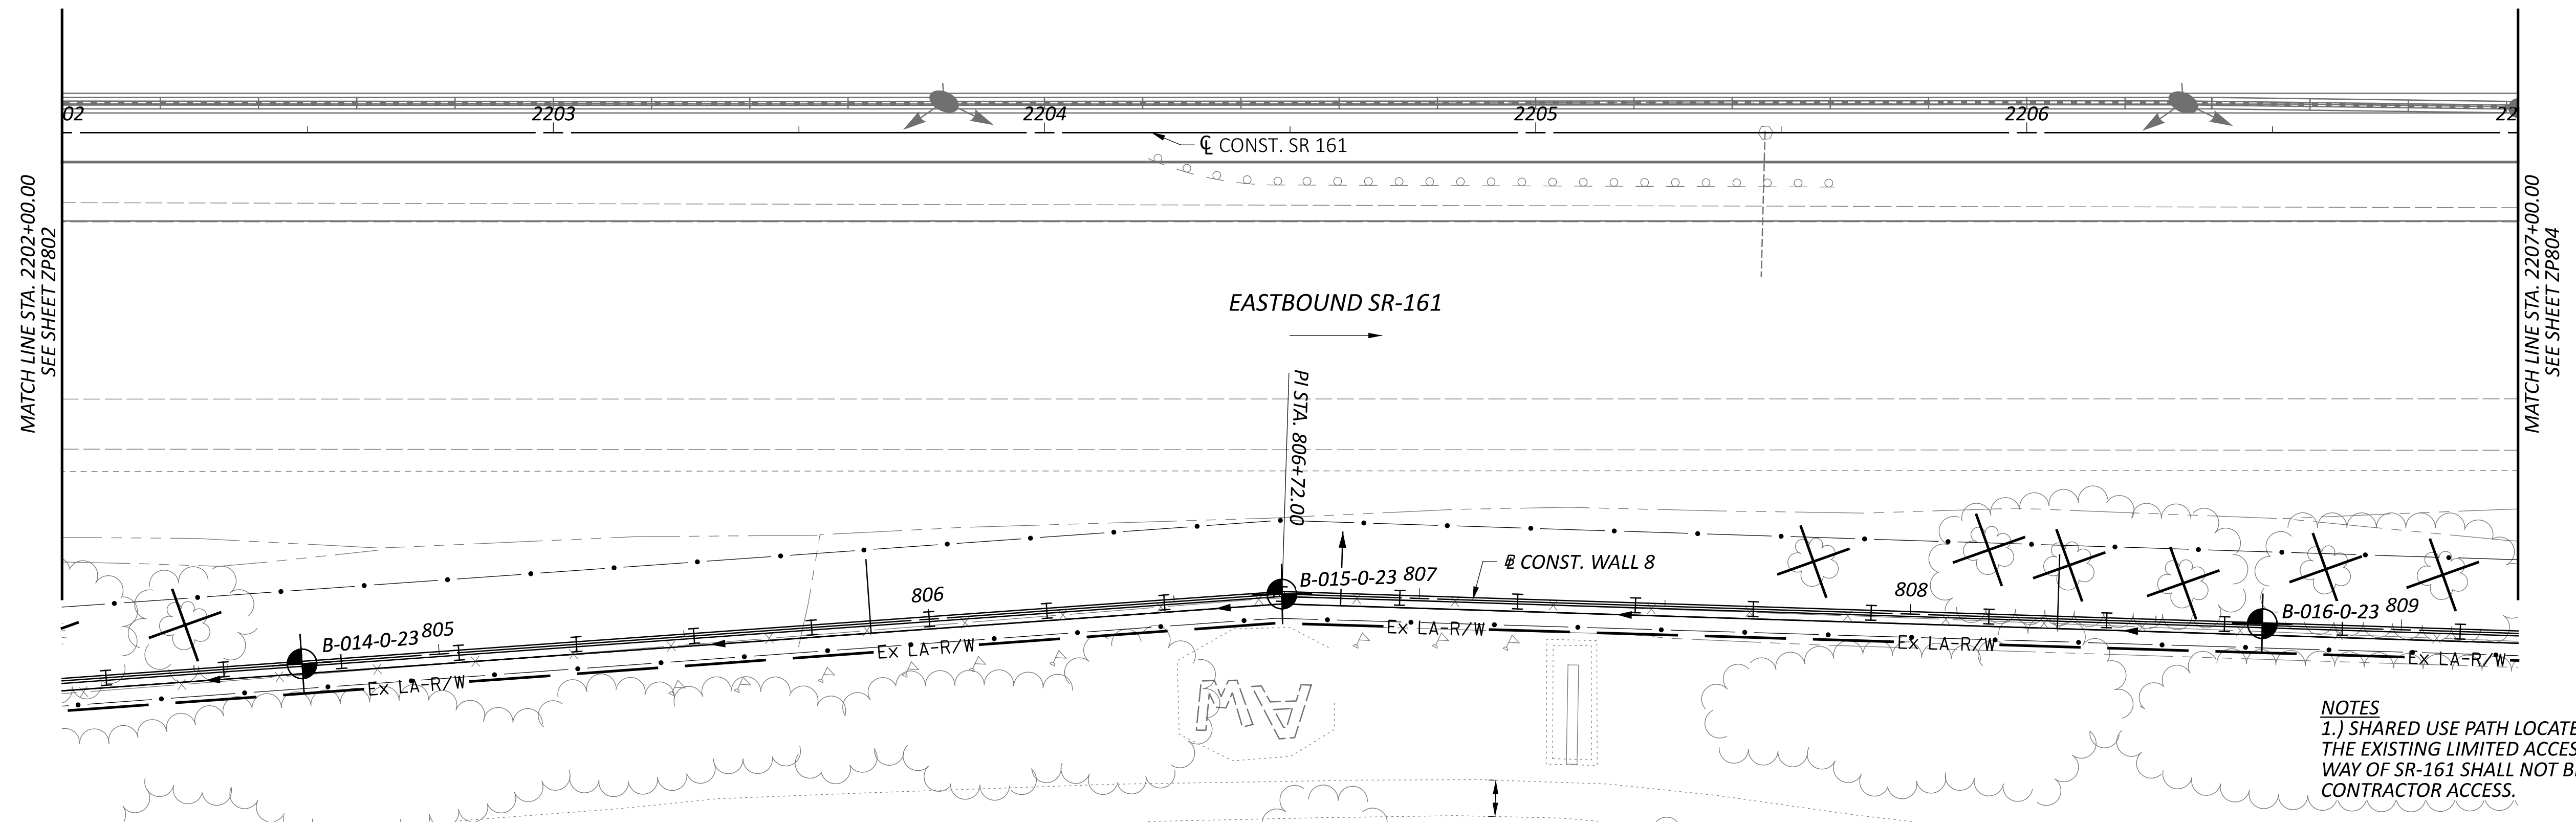 02
2203
2204
2205
2206
22
℄ CONST. SR 161
MATCH LINE STA. 2202+00.00
SEE SHEET ZP802
MATCH LINE STA. 2207+00.00
SEE SHEET ZP804
EASTBOUND SR-161
PI STA. 806+72.00
B-014-0-23
805
806
B-015-0-23
807
BL CONST. WALL 8
808
B-016-0-23
809
Ex LA-R/W
Ex LA-R/W
Ex LA-R/W
Ex LA-R/W
Ex LA-R/W
NOTES
1.) SHARED USE PATH LOCATE
THE EXISTING LIMITED ACCES
WAY OF SR-161 SHALL NOT B
CONTRACTOR ACCESS.